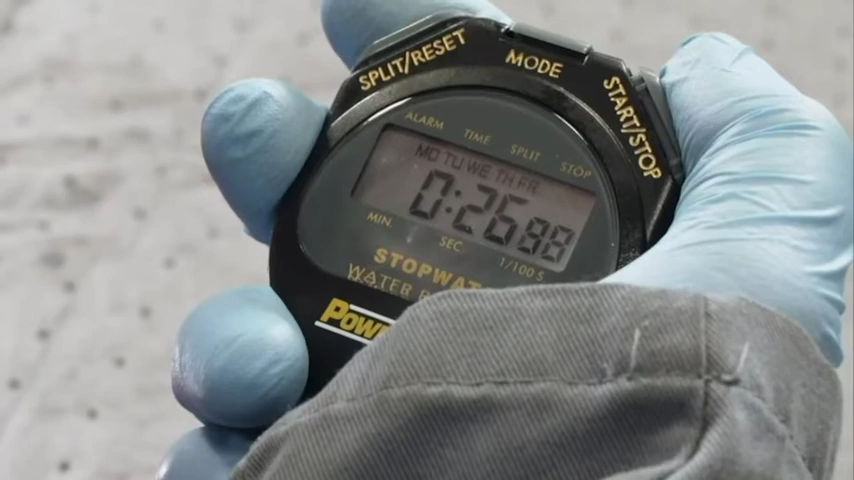 SPLIT/RESET
MODE
START/STOP
ALARM TIME SPLIT STOP
MO TU WE TH FR
0:26
MIN. SEC. 1/100 S
WATER